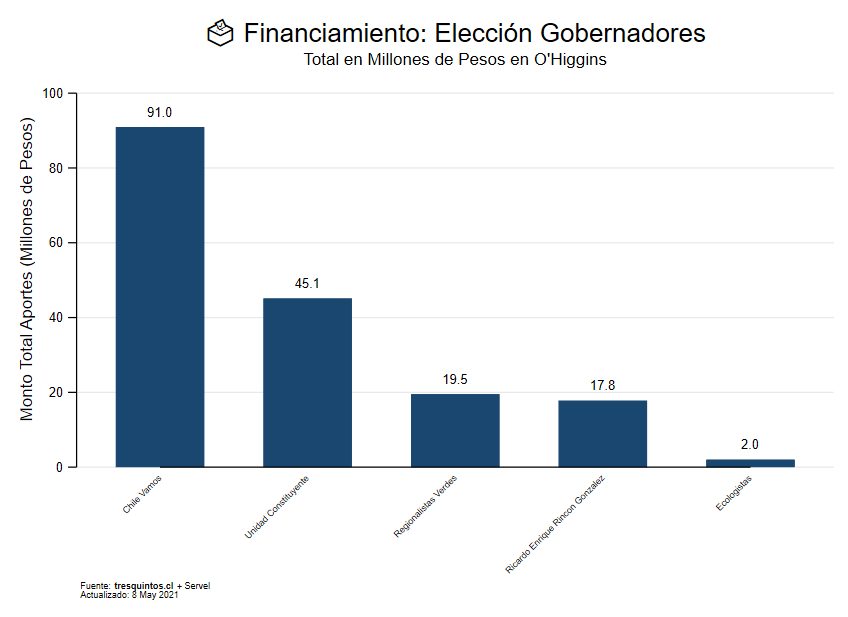 Financiamiento: Elección Gobernadores
Total en Millones de Pesos en O'Higgins
Monto Total Aportes (Millones de Pesos)
100
80
60
40
20
0
91.0
45.1
19.5
17.8
2.0
Chile Vamos
Unidad Constituyente
Regionalistas Verdes
Ricardo Enrique Rincon Gonzalez
Ecologistas
Fuente: tresquintos.cl + Servel
Actualizado: 8 May 2021